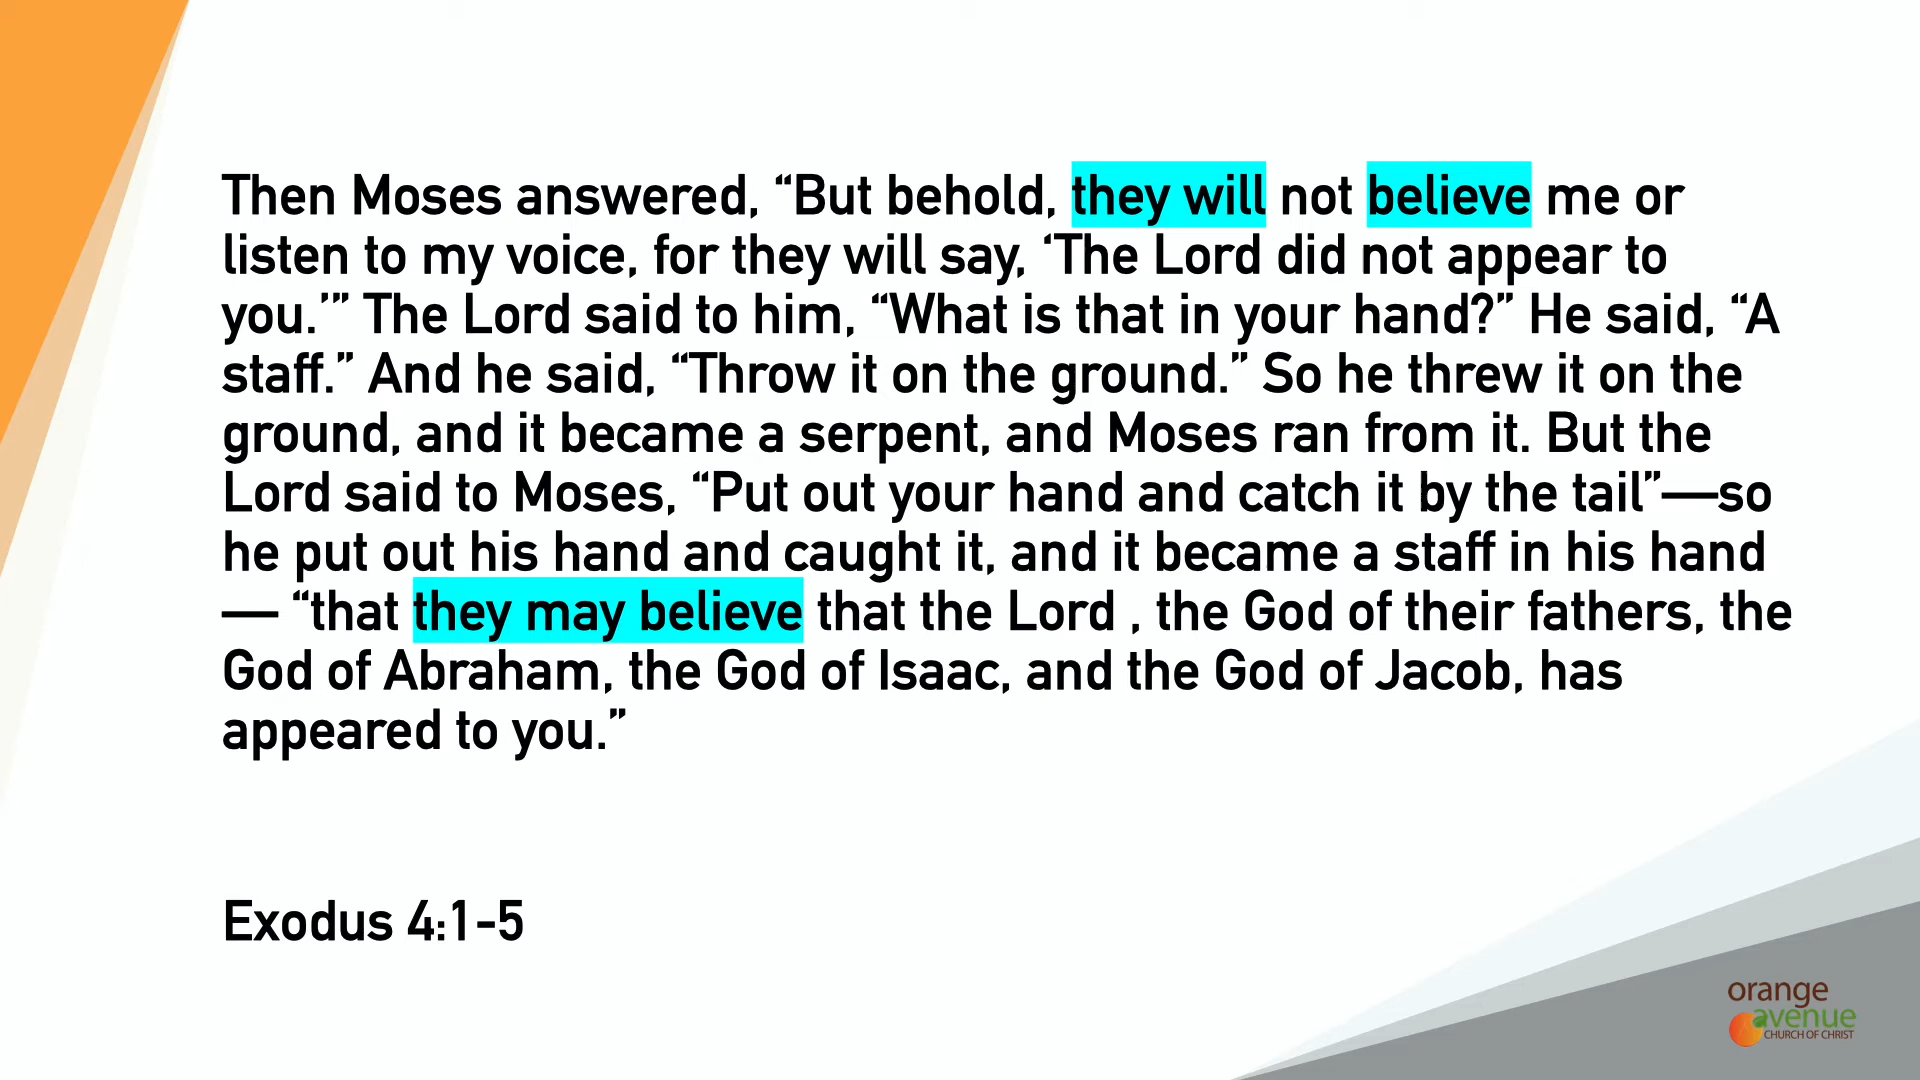 Then Moses answered, “But behold, they will not believe me or
listen to my voice, for they will say, ‘The Lord did not appear to
you.’” The Lord said to him, “What is that in your hand?” He said, “A
staff.” And he said, “Throw it on the ground.” So he threw it on the
ground, and it became a serpent, and Moses ran from it. But the
Lord said to Moses, “Put out your hand and catch it by the tail”—so
he put out his hand and caught it, and it became a staff in his hand
— “that they may believe that the Lord , the God of their fathers, the
God of Abraham, the God of Isaac, and the God of Jacob, has
appeared to you.”
Exodus 4:1-5
orange
avenue
CHURCH OF CHRIST